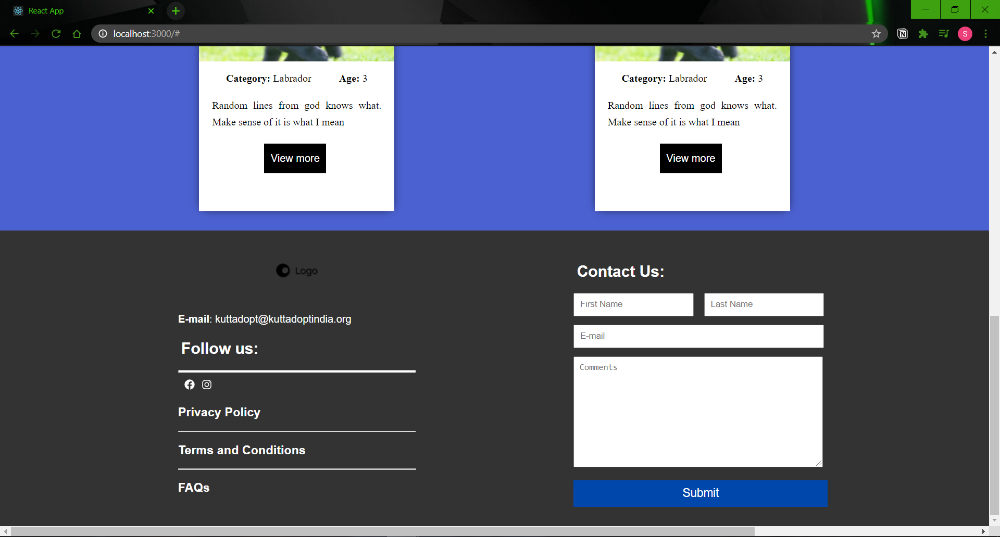 React App
localhost:3000/#
S
Category: Labrador Age: 3
Random lines from god knows what.
Make sense of it is what I mean
View more
Category: Labrador Age: 3
Random lines from god knows what.
Make sense of it is what I mean
View more
Logo
E-mail: kuttadopt@kuttadoptindia.org
Follow us:
Privacy Policy
Terms and Conditions
FAQs
Contact Us:
First Name
Last Name
E-mail
Comments
Submit